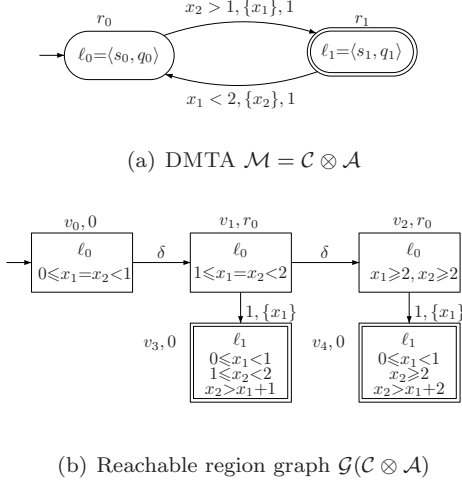 r₀
x₂ > 1, {x₁}, 1
r₁
ℓ₀=⟨s₀, q₀⟩
ℓ₁=⟨s₁, q₁⟩
x₁ < 2, {x₂}, 1
(a) DMTA M = C ⊗ A
v₀, 0
v₁, r₀
v₂, r₀
ℓ₀
0⩽x₁=x₂<1
δ
ℓ₀
1⩽x₁=x₂<2
δ
ℓ₀
x₁⩾2, x₂⩾2
1, {x₁}
1, {x₁}
v₃, 0
ℓ₁
0⩽x₁<1
1⩽x₂<2
x₂>x₁+1
v₄, 0
ℓ₁
0⩽x₁<1
x₂⩾2
x₂>x₁+2
(b) Reachable region graph G(C ⊗ A)